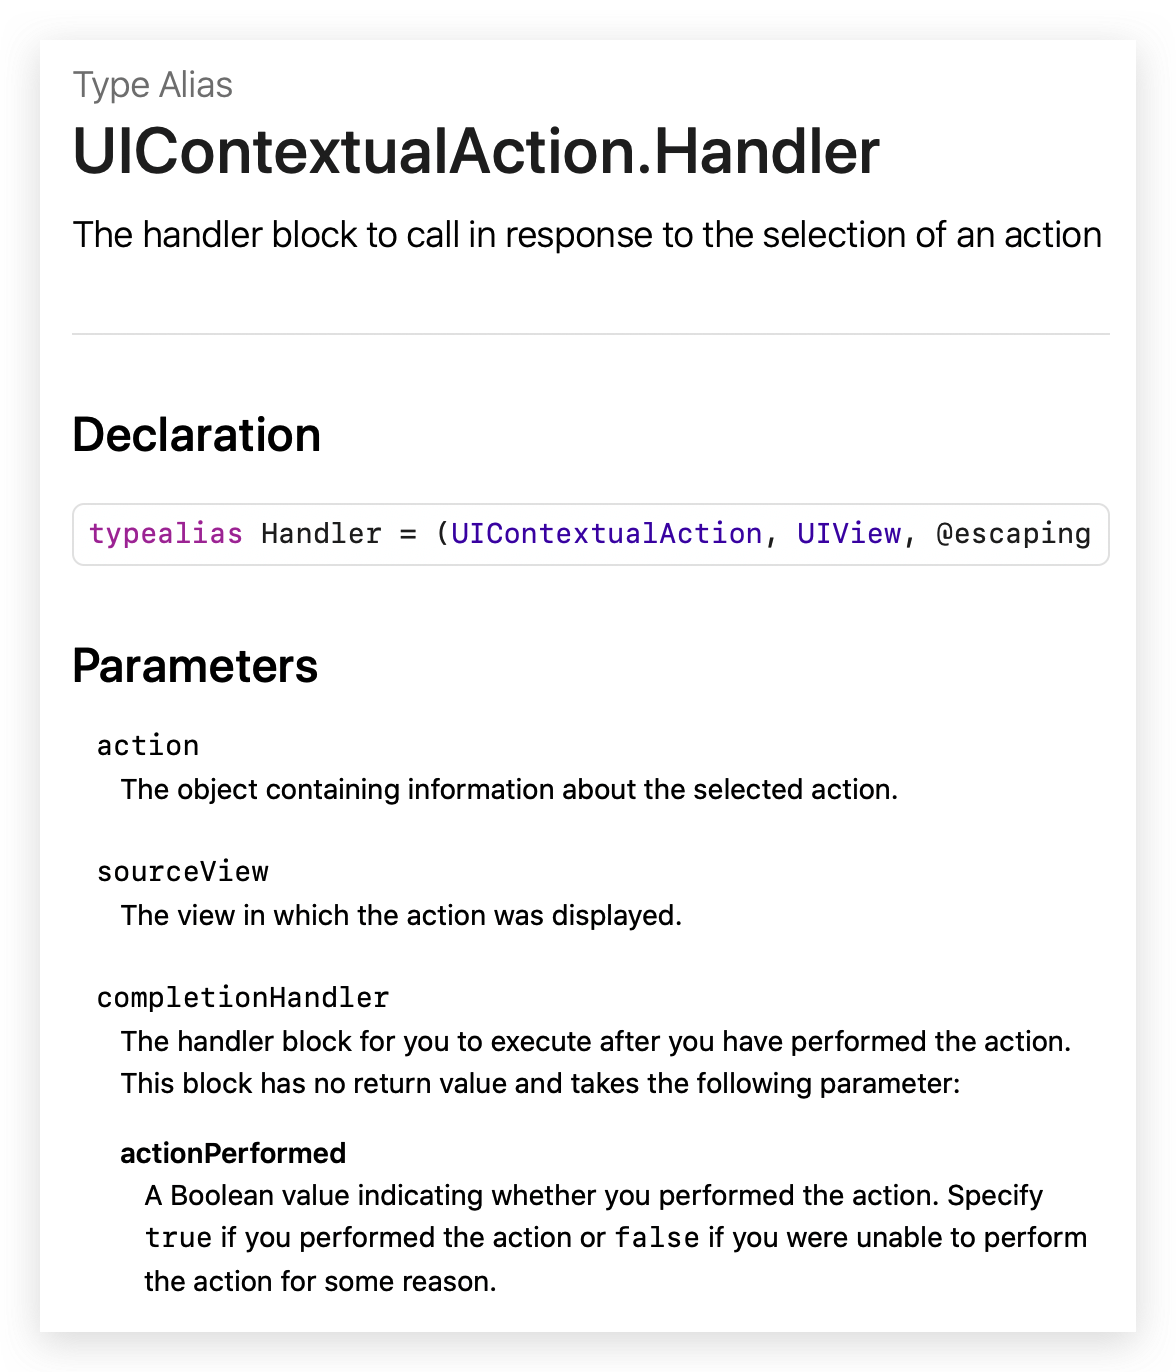 Type Alias
UIContextualAction.Handler
The handler block to call in response to the selection of an action
Declaration
typealias Handler = (UIContextualAction, UIView, @escaping
Parameters
action
The object containing information about the selected action.
sourceView
The view in which the action was displayed.
completionHandler
The handler block for you to execute after you have performed the action.
This block has no return value and takes the following parameter:
actionPerformed
A Boolean value indicating whether you performed the action. Specify
true if you performed the action or false if you were unable to perform
the action for some reason.